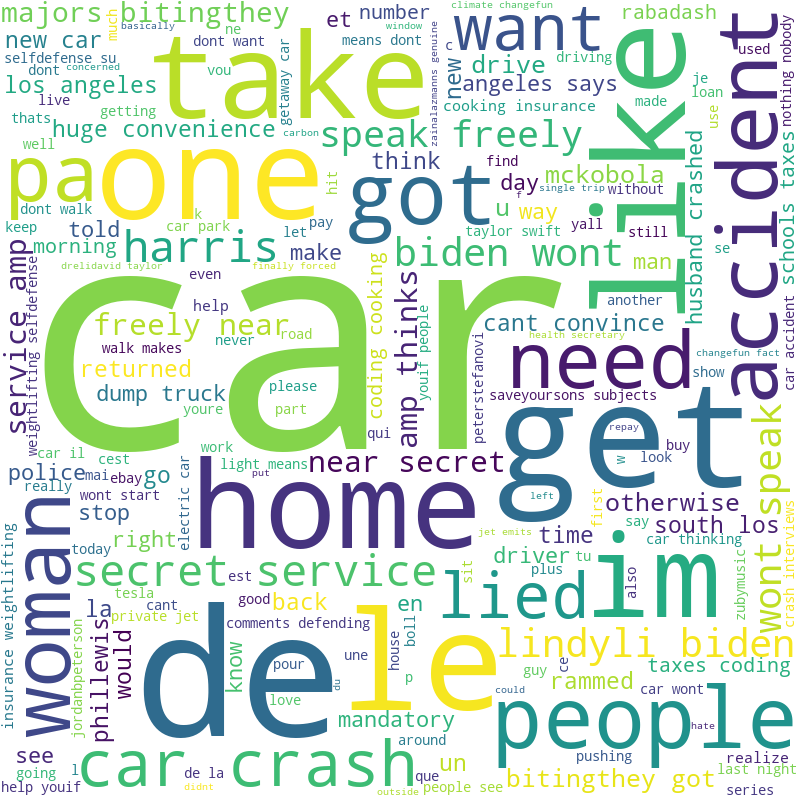 climate changefun
majors bitingthey
much
basically
et
number
ne
rabadash
window
new car
take
dont want
means dont
c
want
zainalazmanns genuine
driving
selfdefense su
dont
vou
getaway car
drive
like
used
nothing nobody
los angeles
new
angeles says
je
concerned
live
getting
cooking insurance
made
loan
thats
carbon
use
huge convenience
speak freely
accident
well
pa
one
hit
got
think
find
husband crashed
schools taxes
day
mckobola
single trip
without
dont walk
k
let
pay
f
keep
told
car park
u
way
taylor swift
yall
still
morning
harris
make
biden wont
man
se
service amp
drelidavid taylor
finally forced
even
car
another
weightlifting selfdefense
help
never
road
coding cooking
youif people
cant convince
freely near
amp thinks
need
health secretary
changefun fact
car accident
returned
walk makes
please
peterstefanovi
saveyoursons subjects
show
dump truck
youre
part
get
speak
qui
repay
buy
work
w
look
car il
cest
light means
near secret
police
mai
ebay
go
electric car
put
left
really
wont start
home
otherwise
first
stop
say
south los
woman
today
right
time
car thinking
jet emits
insurance weightlifting
secret service
driver
tu
im
also
wont speak
crash interviews
sit
plus
zubymusic
tesla
est
good
back
en
lied
la
private jet
cant
de
le
comments defending
boll
lindyli biden
jordanbpeterson
phillewis
would
know
pour
une
house
p
guy
ce
taxes coding
love
du
rammed
car wont
could
hate
mandatory
people
around
pushing
realize
see
un
going
l
de la
car crash
que
bitingthey got
last night
help youif
didnt
outside
people see
series